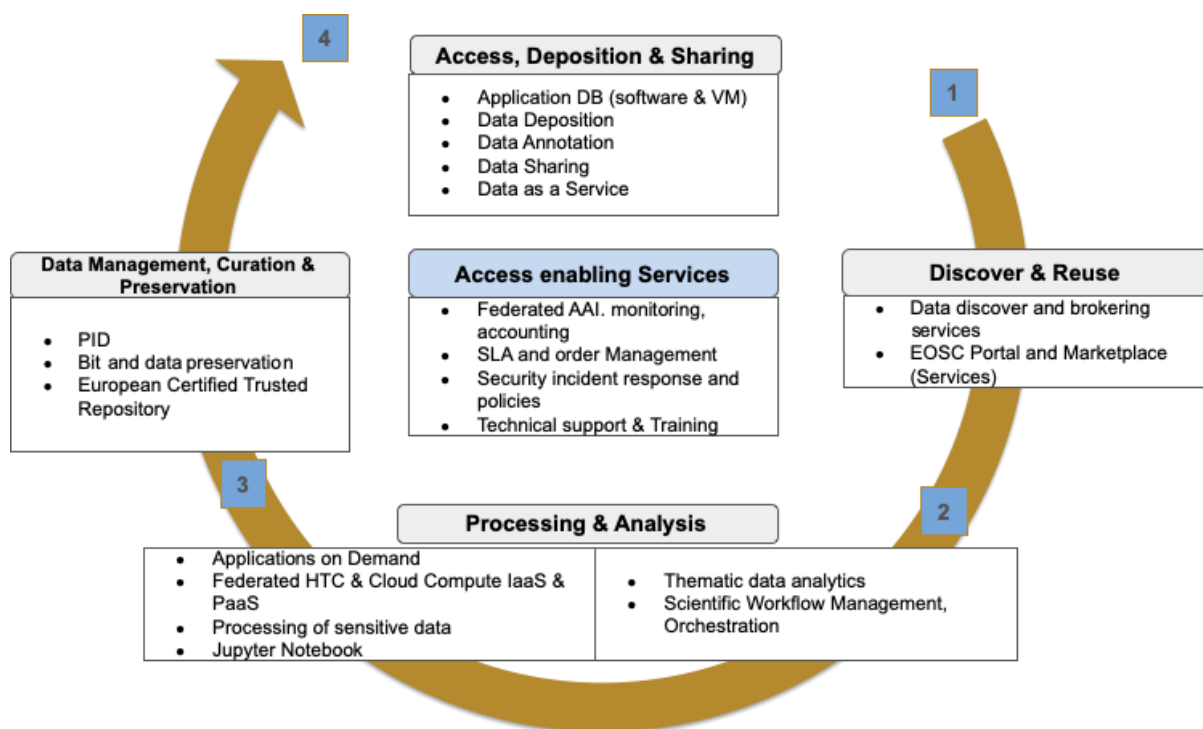 4
Access, Deposition & Sharing
• Application DB (software & VM)
• Data Deposition
• Data Annotation
• Data Sharing
• Data as a Service
1
Data Management, Curation &
Preservation
• PID
• Bit and data preservation
• European Certified Trusted
Repository
Access enabling Services
• Federated AAI. monitoring,
accounting
• SLA and order Management
• Security incident response and
policies
• Technical support & Training
Discover & Reuse
• Data discover and brokering
services
• EOSC Portal and Marketplace
(Services)
3
2
Processing & Analysis
• Applications on Demand
• Federated HTC & Cloud Compute IaaS &
PaaS
• Processing of sensitive data
• Jupyter Notebook
• Thematic data analytics
• Scientific Workflow Management,
Orchestration